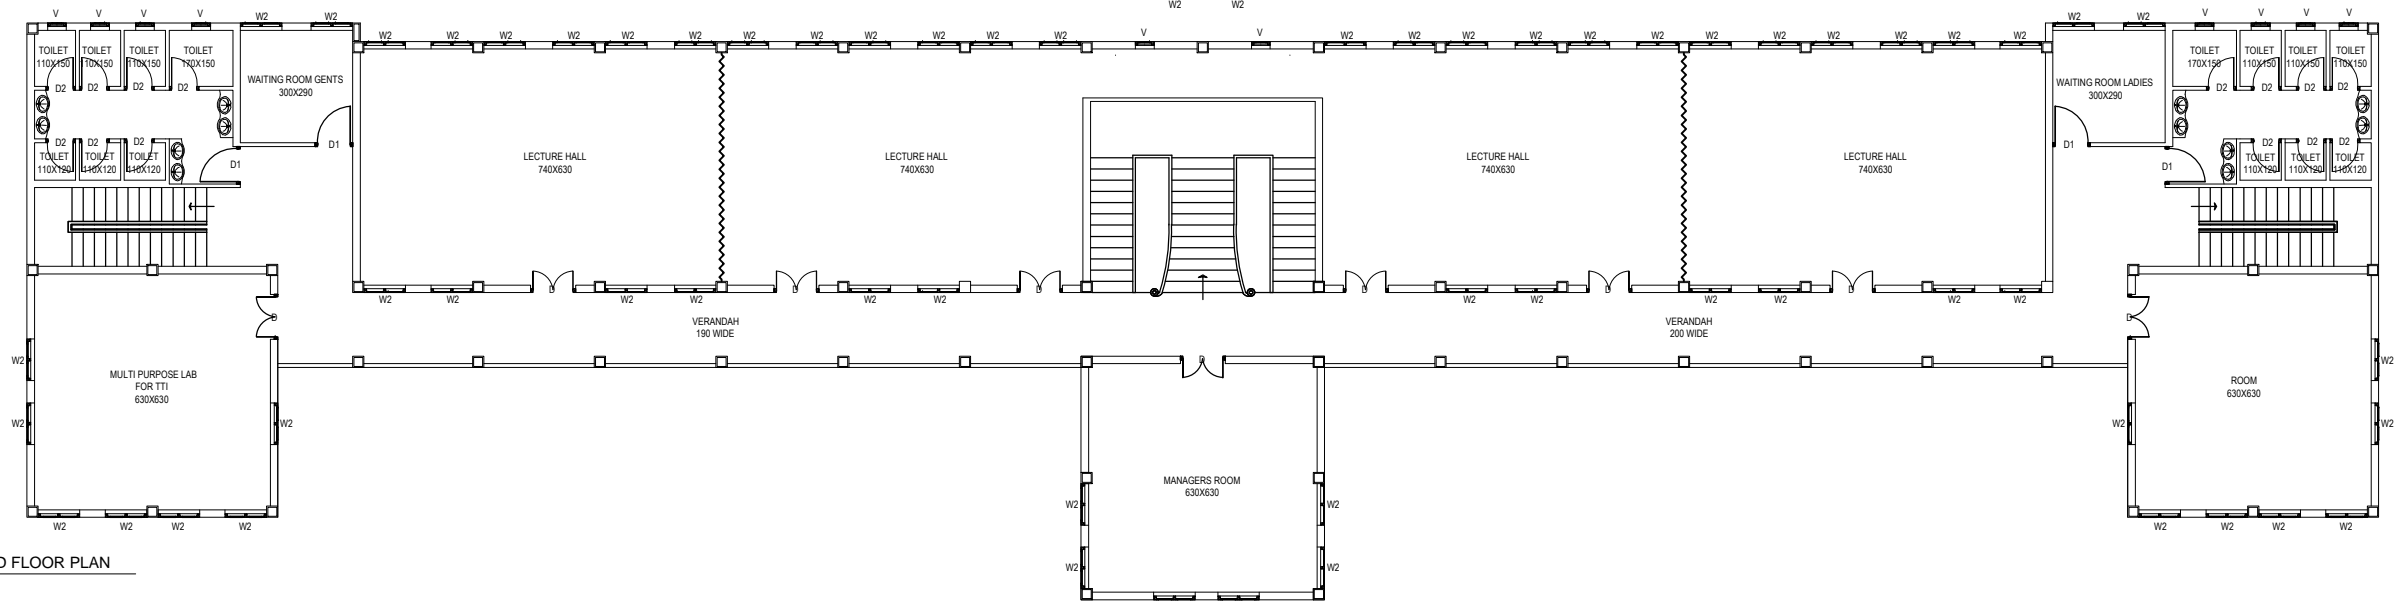 W2 W2
V V V V W2 W2
W2 W2 W2 W2 W2 W2 W2 W2 W2 W2 W2 W2
V V
W2 W2 W2 W2 W2 W2 W2 W2 W2 W2 W2 W2
W2 W2 V V V V
TOILET
110X150
TOILET
110X150
TOILET
110X150
TOILET
170X150
D2 D2 D2 D2
WAITING ROOM GENTS
300X290
D1
D2 D2 D2
TOILET
110X120
TOILET
110X120
TOILET
110X120
D1
LECTURE HALL
740X630
LECTURE HALL
740X630
LECTURE HALL
740X630
LECTURE HALL
740X630
WAITING ROOM LADIES
300X290
D1
TOILET
170X150
TOILET
110X150
TOILET
110X150
TOILET
110X150
D2 D2 D2 D2
D2 D2 D2
TOILET
110X120
TOILET
110X120
TOILET
110X120
D1
D D D D D D
W2 W2 W2 W2 W2 W2 W2 W2 W2 W2 W2 W2
VERANDAH
190 WIDE
VERANDAH
200 WIDE
D D D
W2
W2
W2
MULTI PURPOSE LAB
FOR TTI
630X630
W2 W2 W2 W2
MANAGERS ROOM
630X630
W2 W2
W2 W2
ROOM
630X630
W2
W2
W2
W2 W2 W2 W2
D FLOOR PLAN